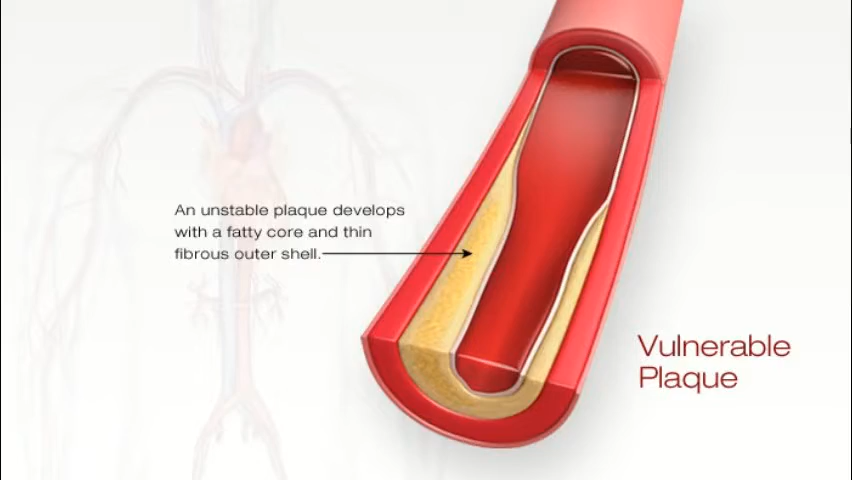 An unstable plaque develops
with a fatty core and thin
fibrous outer shell.
Vulnerable
Plaque